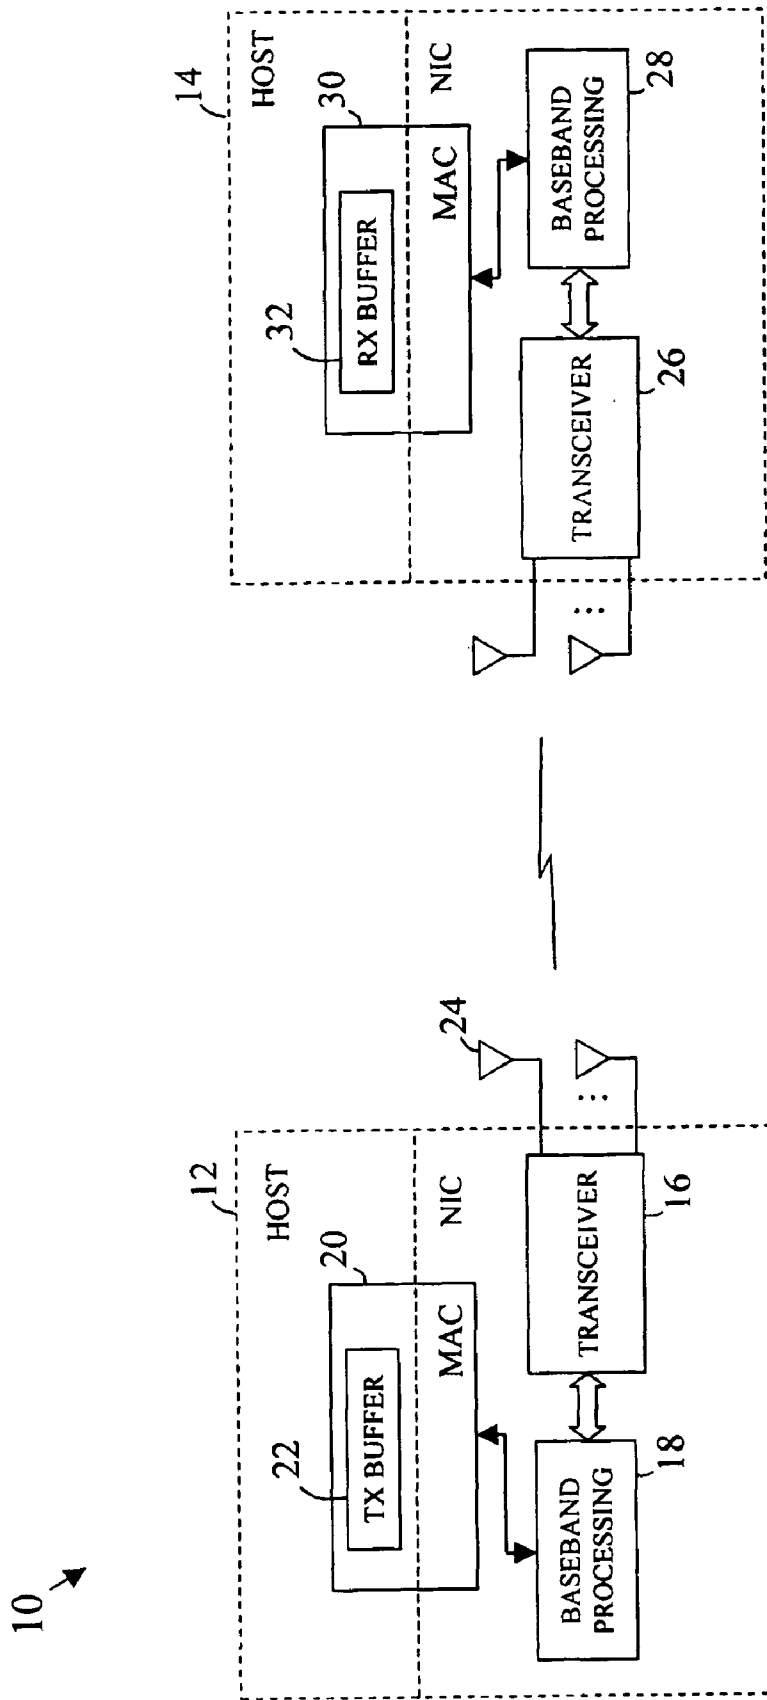 10
12
HOST
20
22
TX BUFFER
MAC
NIC
BASEBAND
PROCESSING
18
TRANSCEIVER
16
24
...
14
HOST
30
32
RX BUFFER
MAC
NIC
TRANSCEIVER
26
BASEBAND
PROCESSING
28
...